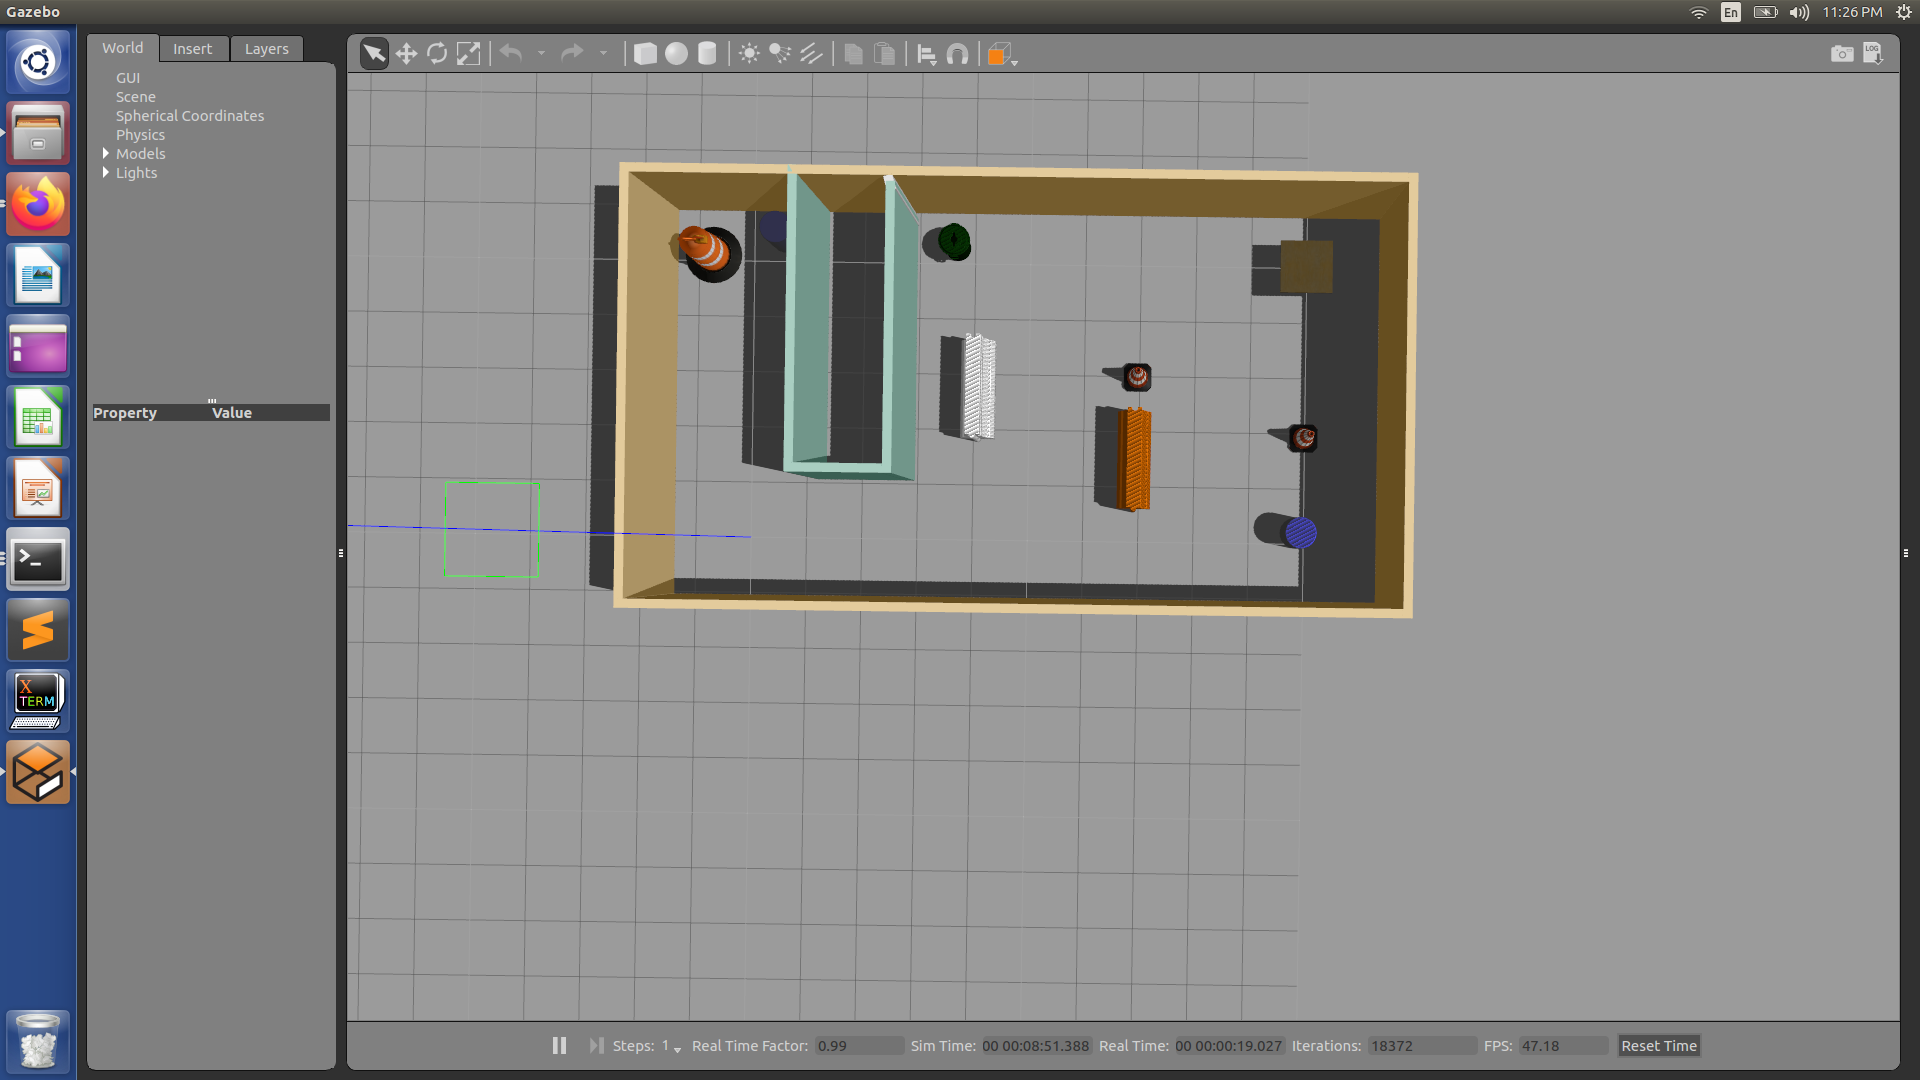 Gazebo
En
11:26 PM
World
Insert
Layers
LOG
GUI
Scene
Spherical Coordinates
Physics
Models
Lights
Property
Value
X
TERM
Steps: 1
Real Time Factor: 0.99
Sim Time: 00 00:08:51.388
Real Time: 00 00:00:19.027
Iterations: 18372
FPS: 47.18
Reset Time